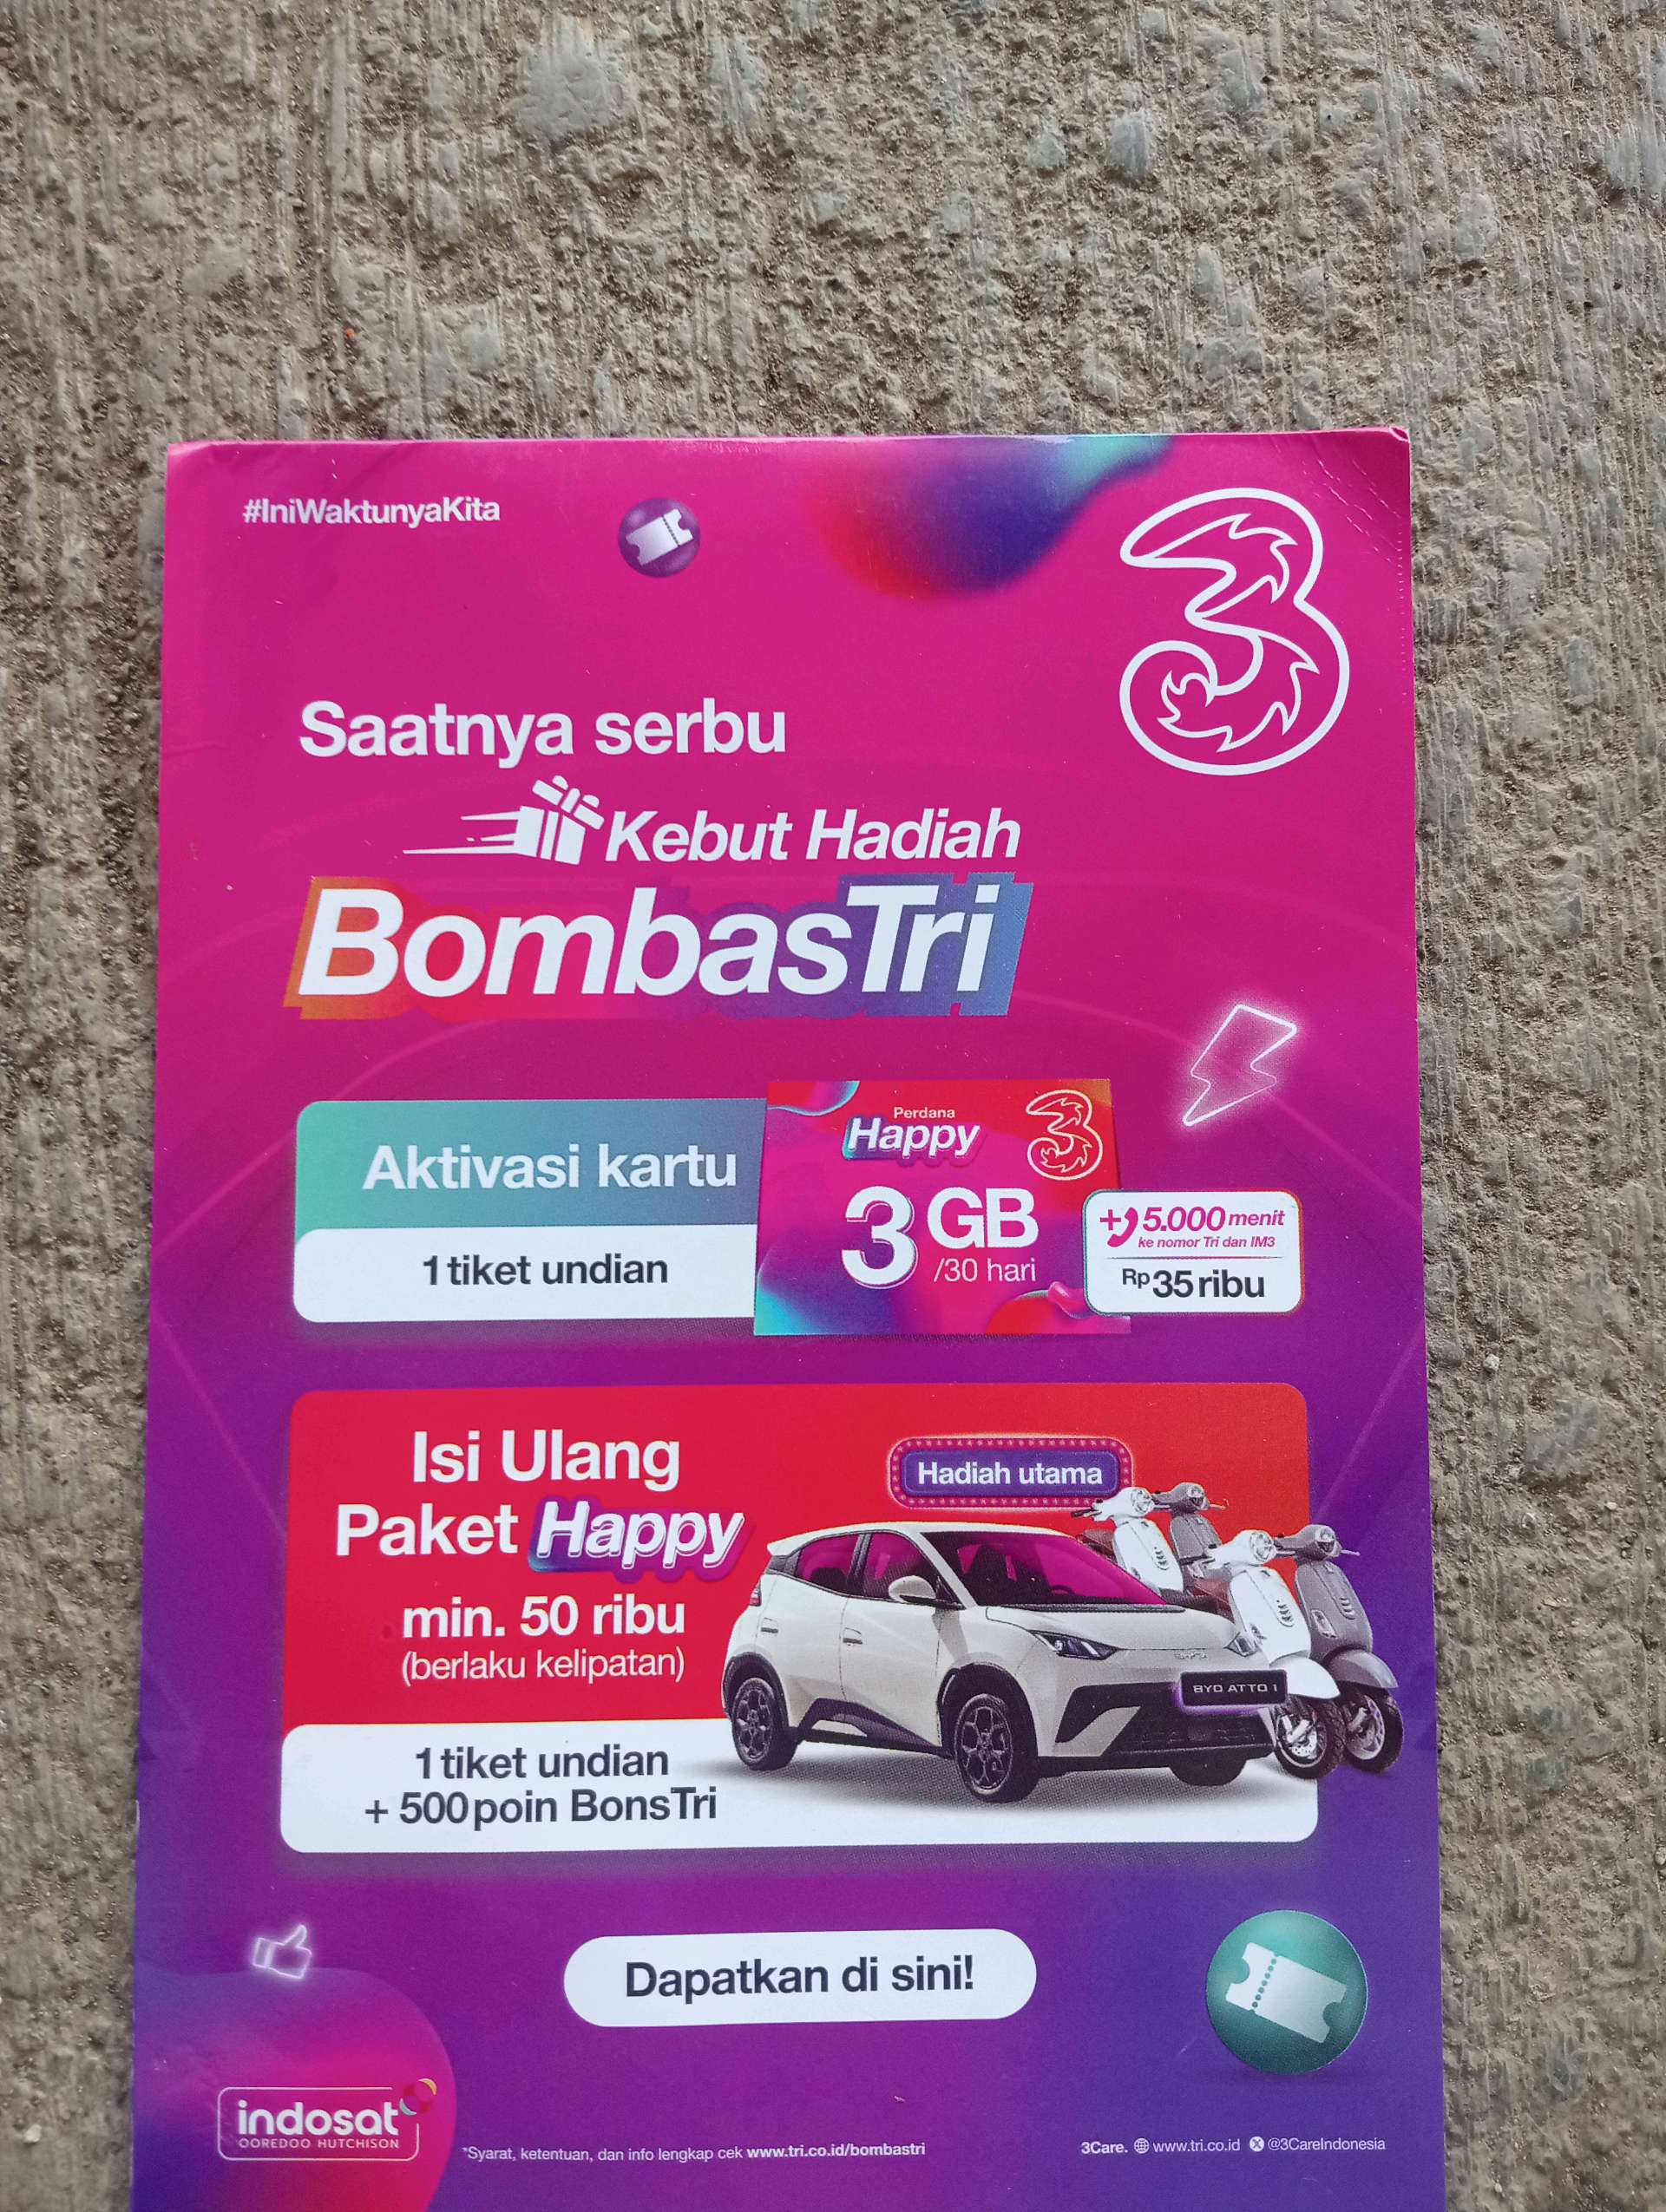 #IniWaktunyaKita
3
Saatnya serbu
Kebut Hadiah
BombasTri
Aktivasi kartu
1 tiket undian
Perdana
Happy
3
3 GB
/30 hari
+ 5.000 menit
ke nomor Tri dan IM3
Rp35 ribu
Isi Ulang
Paket Happy
min. 50 ribu
(berlaku kelipatan)
1 tiket undian
+ 500 poin BonsTri
Hadiah utama
BYD
BYD ATTO 1
Dapatkan di sini!
indosat
OOREDOO HUTCHISON
*Syarat, ketentuan, dan info lengkap cek www.tri.co.id/bombastri
3Care. www.tri.co.id @3CareIndonesia